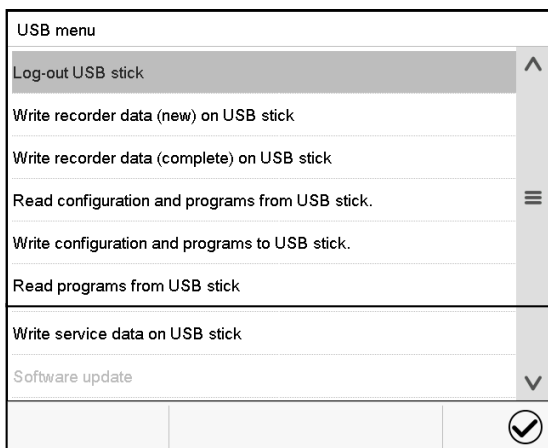 USB menu
Log-out USB stick
Write recorder data (new) on USB stick
Write recorder data (complete) on USB stick
Read configuration and programs from USB stick.
Write configuration and programs to USB stick.
Read programs from USB stick
Write service data on USB stick
Software update